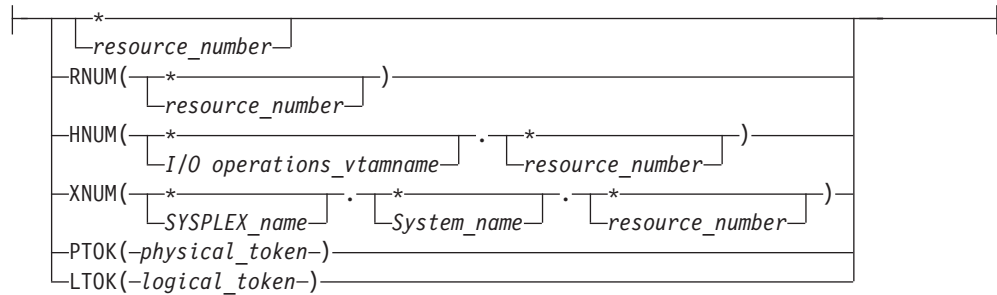 *
resource_number
RNUM( * )
resource_number
HNUM( * . * )
I/O operations_vtamname resource_number
XNUM( * . * . * )
SYSPLEX_name System_name resource_number
PTOK(physical_token)
LTOK(logical_token)